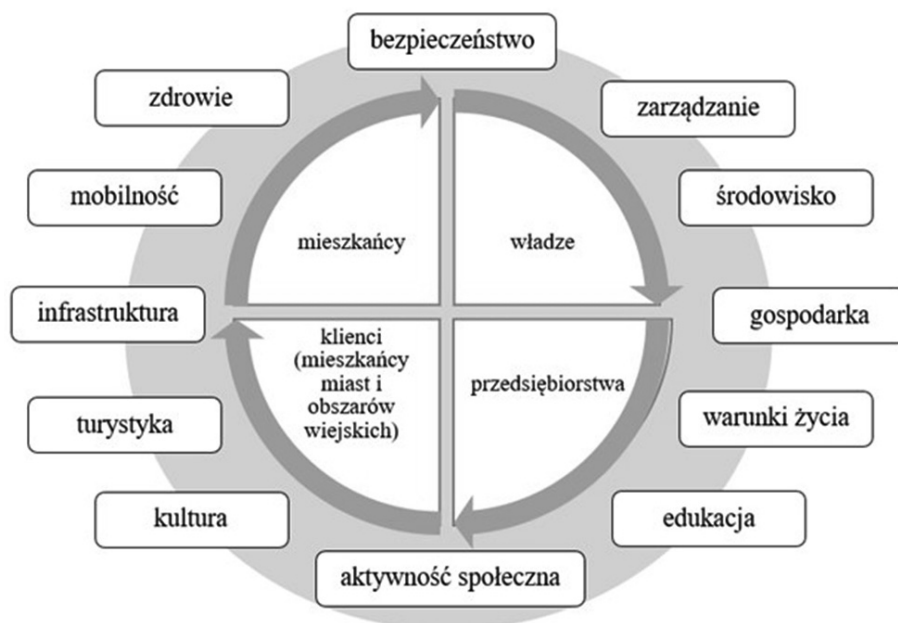 bezpieczeństwo
zdrowie
zarządzanie
mobilność
środowisko
mieszkańcy
władze
infrastruktura
gospodarka
klienci
(mieszkańcy
miast i
obszarów
wiejskich)
przedsiębiorstwa
turystyka
warunki życia
kultura
edukacja
aktywność społeczna